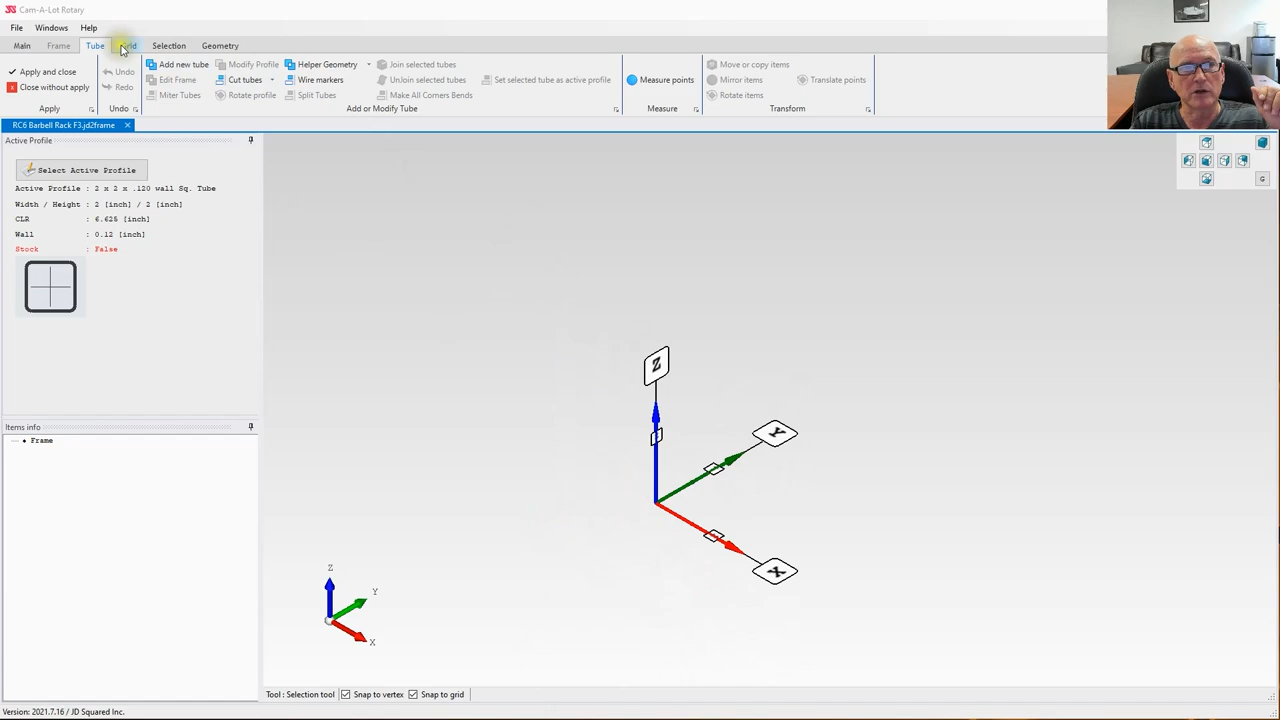 Cam-A-Lot Rotary
File Windows Help
Main Frame Tube Selection Geometry
Apply and close
Close without apply
Apply
Undo
Redo
Undo
Add new tube
Edit Frame
Miter Tubes
Modify Profile
Cut tubes
Rotate profile
Helper Geometry
Wire markers
Split Tubes
Join selected tubes
Unjoin selected tubes
Make All Corners Bends
Set selected tube as active profile
Add or Modify Tube
Measure points
Measure
Move or copy items
Mirror items
Rotate items
Translate points
Transform
RC6 Barbell Rack F3.jd2frame
Active Profile
Select Active Profile
Active Profile : 2 x 2 x .120 wall Sq. Tube
Width / Height : 2 [inch] / 2 [inch]
CLR : 6.625 [inch]
Wall : 0.12 [inch]
Stock : False
Items info
Frame
G
Z
Y
X
Z
Y
X
Tool : Selection tool Snap to vertex Snap to grid
Version: 2021.7.16 / JD Squared Inc.